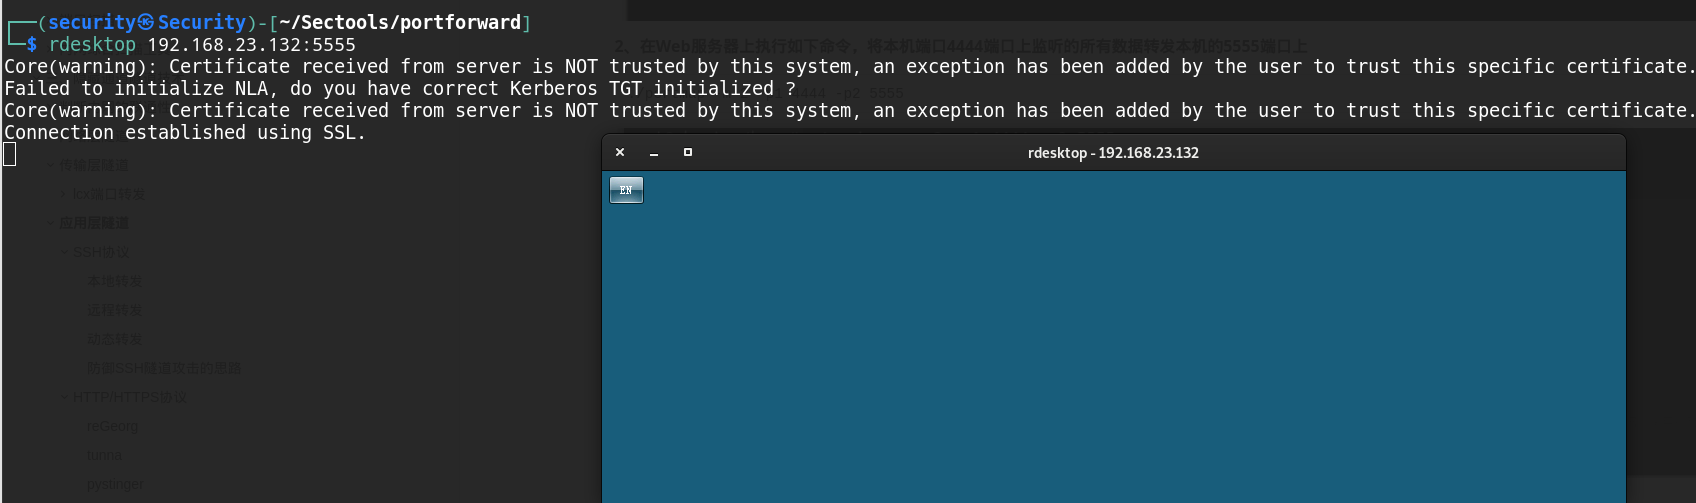 ┌──(security㉿Security)-[~/Sectools/portforward]
└─$ rdesktop 192.168.23.132:5555
2、在Web服务器上执行如下命令，将本机端口4444端口上监听的所有数据转发本机的5555端口上
Core(warning): Certificate received from server is NOT trusted by this system, an exception has been added by the user to trust this specific certificate.
Failed to initialize NLA, do you have correct Kerberos TGT initialized ?
4444 -p2 5555
Core(warning): Certificate received from server is NOT trusted by this system, an exception has been added by the user to trust this specific certificate.
Connection established using SSL.
rdesktop - 192.168.23.132
EN
传输层隧道
lcx端口转发
应用层隧道
SSH协议
本地转发
远程转发
动态转发
防御SSH隧道攻击的思路
HTTP/HTTPS协议
reGeorg
tunna
pystinger